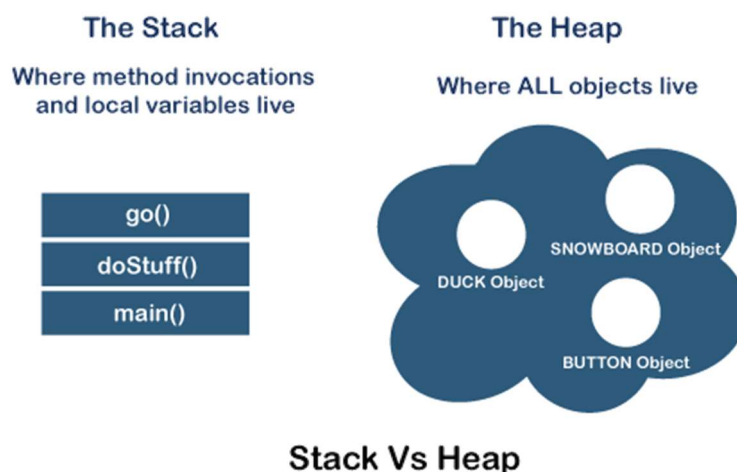 The Stack
Where method invocations
and local variables live
go()
doStuff()
main()
The Heap
Where ALL objects live
DUCK Object
SNOWBOARD Object
BUTTON Object
Stack Vs Heap